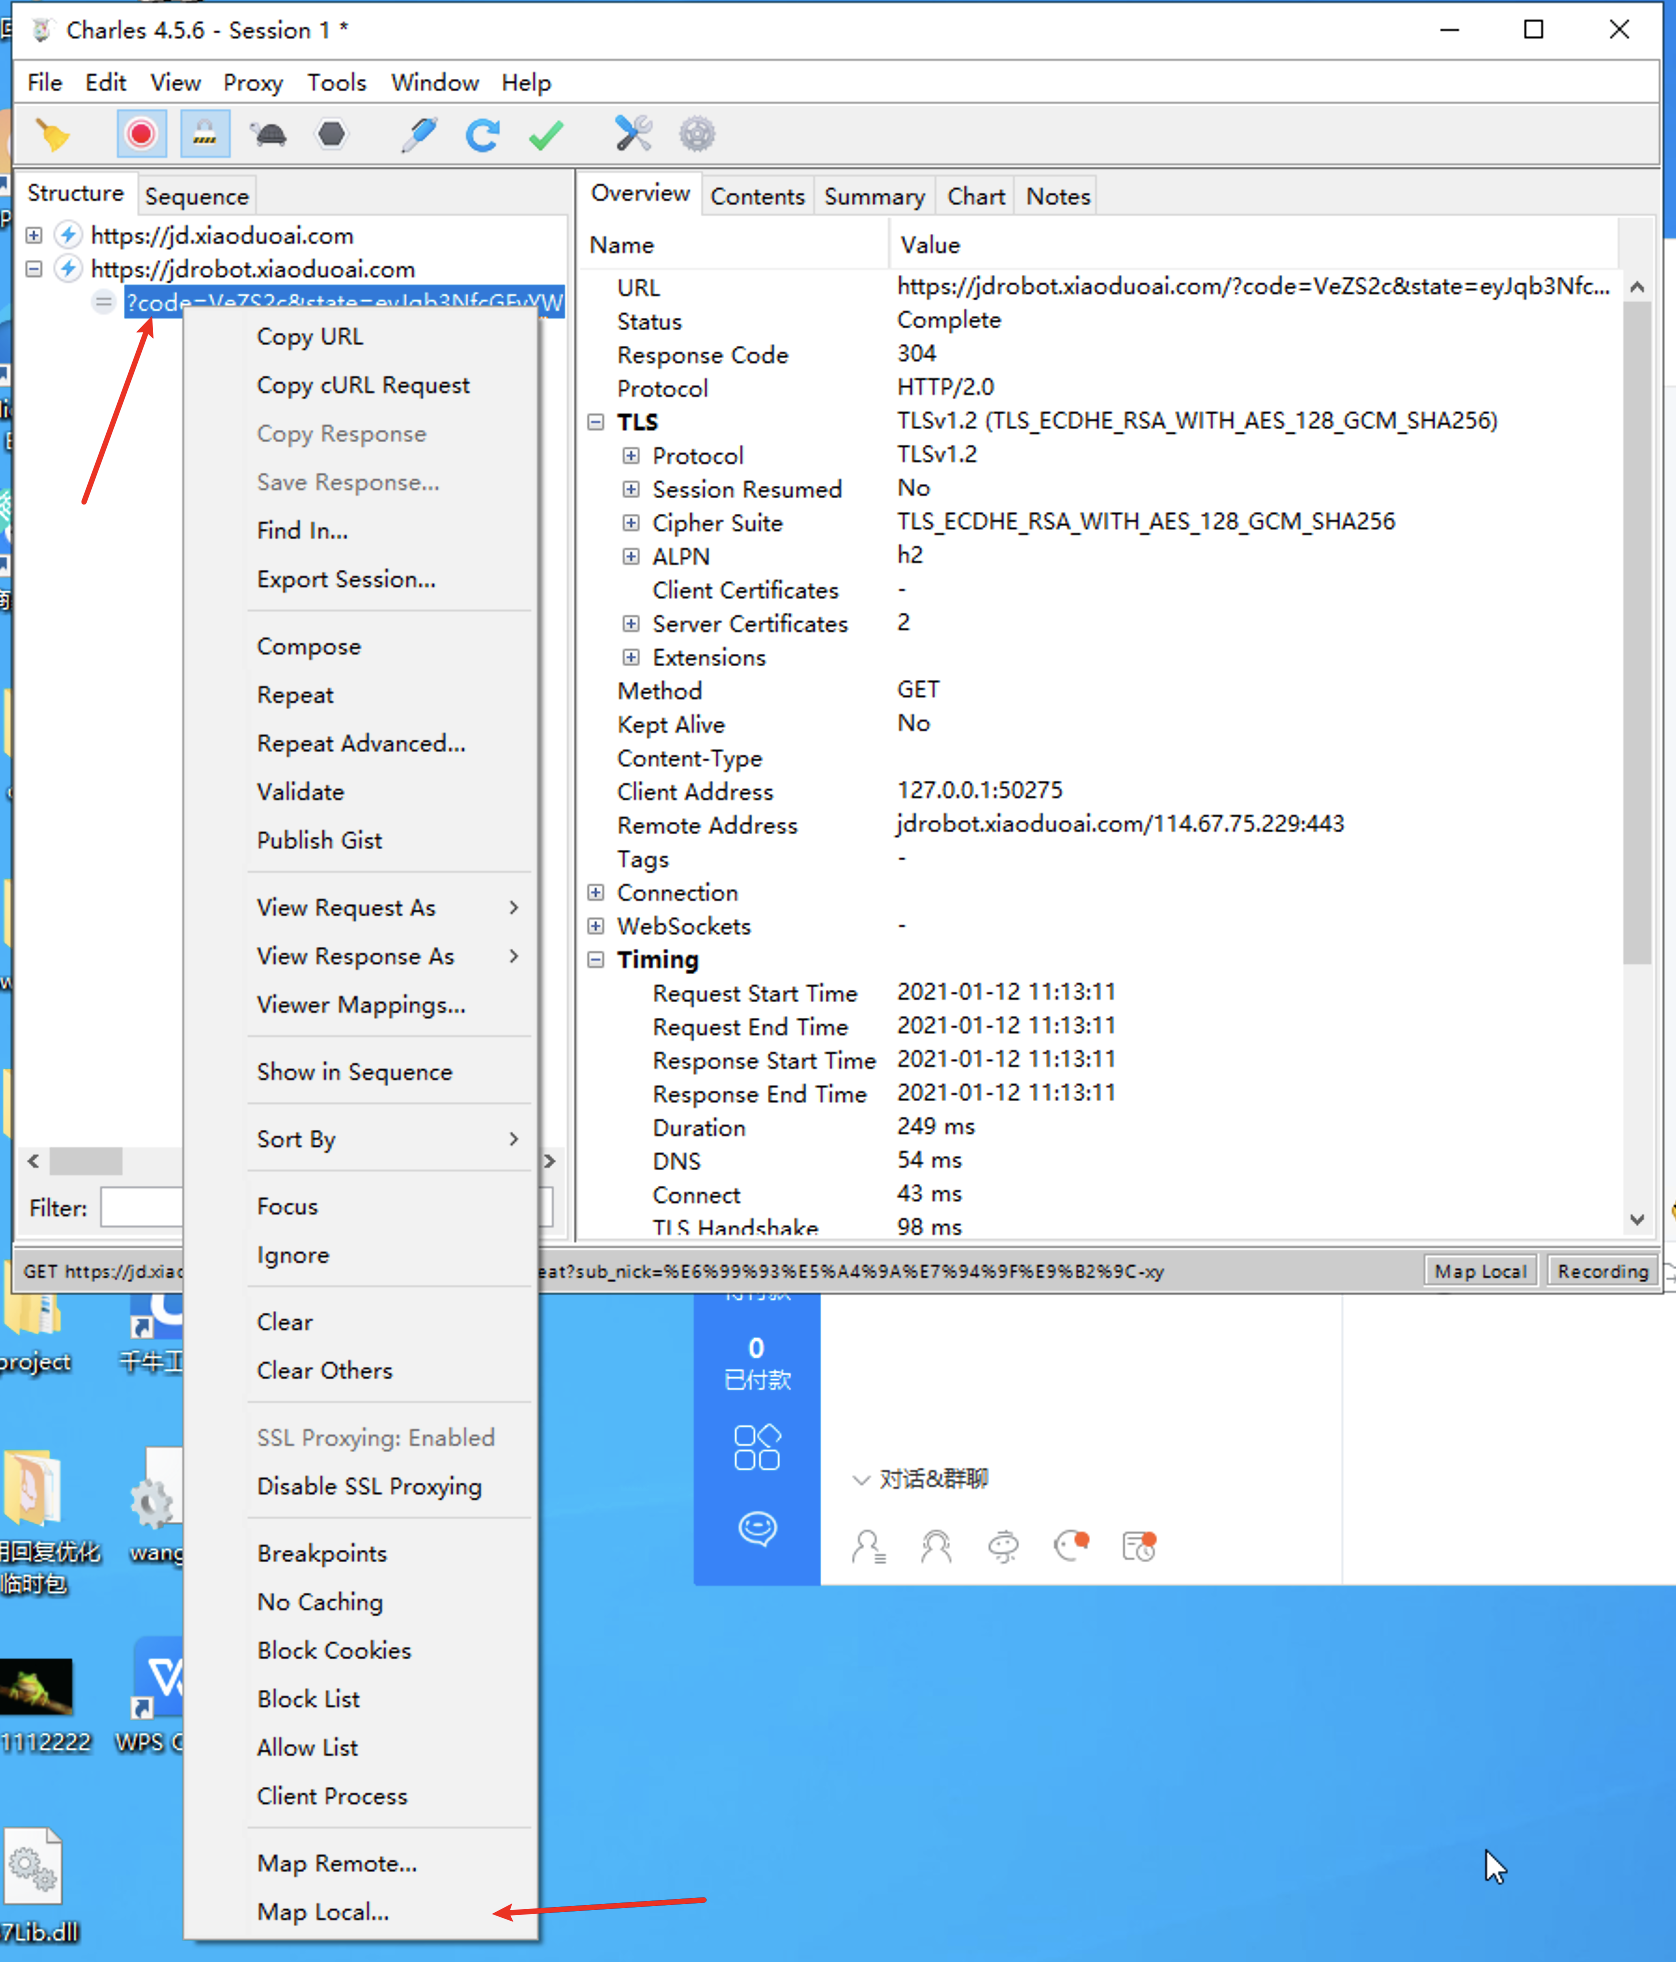 Charles 4.5.6 - Session 1 *
File Edit View Proxy Tools Window Help
Structure Sequence
https://jd.xiaoduoai.com
https://jdrobot.xiaoduoai.com
?code=VeZS2c&state=eyJqb3NfcGFyYW
Copy URL
Copy cURL Request
Copy Response
Save Response...
Find In...
Export Session...
Compose
Repeat
Repeat Advanced...
Validate
Publish Gist
View Request As
View Response As
Viewer Mappings...
Show in Sequence
Sort By
Focus
Ignore
Clear
Clear Others
SSL Proxying: Enabled
Disable SSL Proxying
Breakpoints
No Caching
Block Cookies
Block List
Allow List
Client Process
Map Remote...
Map Local...
Filter:
Overview Contents Summary Chart Notes
Name Value
URL https://jdrobot.xiaoduoai.com/?code=VeZS2c&state=eyJqb3Nfc...
Status Complete
Response Code 304
Protocol HTTP/2.0
TLS TLSv1.2 (TLS_ECDHE_RSA_WITH_AES_128_GCM_SHA256)
Protocol TLSv1.2
Session Resumed No
Cipher Suite TLS_ECDHE_RSA_WITH_AES_128_GCM_SHA256
ALPN h2
Client Certificates -
Server Certificates 2
Extensions
Method GET
Kept Alive No
Content-Type
Client Address 127.0.0.1:50275
Remote Address jdrobot.xiaoduoai.com/114.67.75.229:443
Tags -
Connection
WebSockets -
Timing
Request Start Time 2021-01-12 11:13:11
Request End Time 2021-01-12 11:13:11
Response Start Time 2021-01-12 11:13:11
Response End Time 2021-01-12 11:13:11
Duration 249 ms
DNS 54 ms
Connect 43 ms
TLS Handshake 98 ms
GET https://jd.xiao eat?sub_nick=%E6%99%93%E5%A4%9A%E7%94%9F%E9%B2%9C-xy Map Local Recording
待付款
0
已付款
对话&群聊
project
千牛工
用回复优化
临时包
wang
1112222
WPS
7Lib.dll